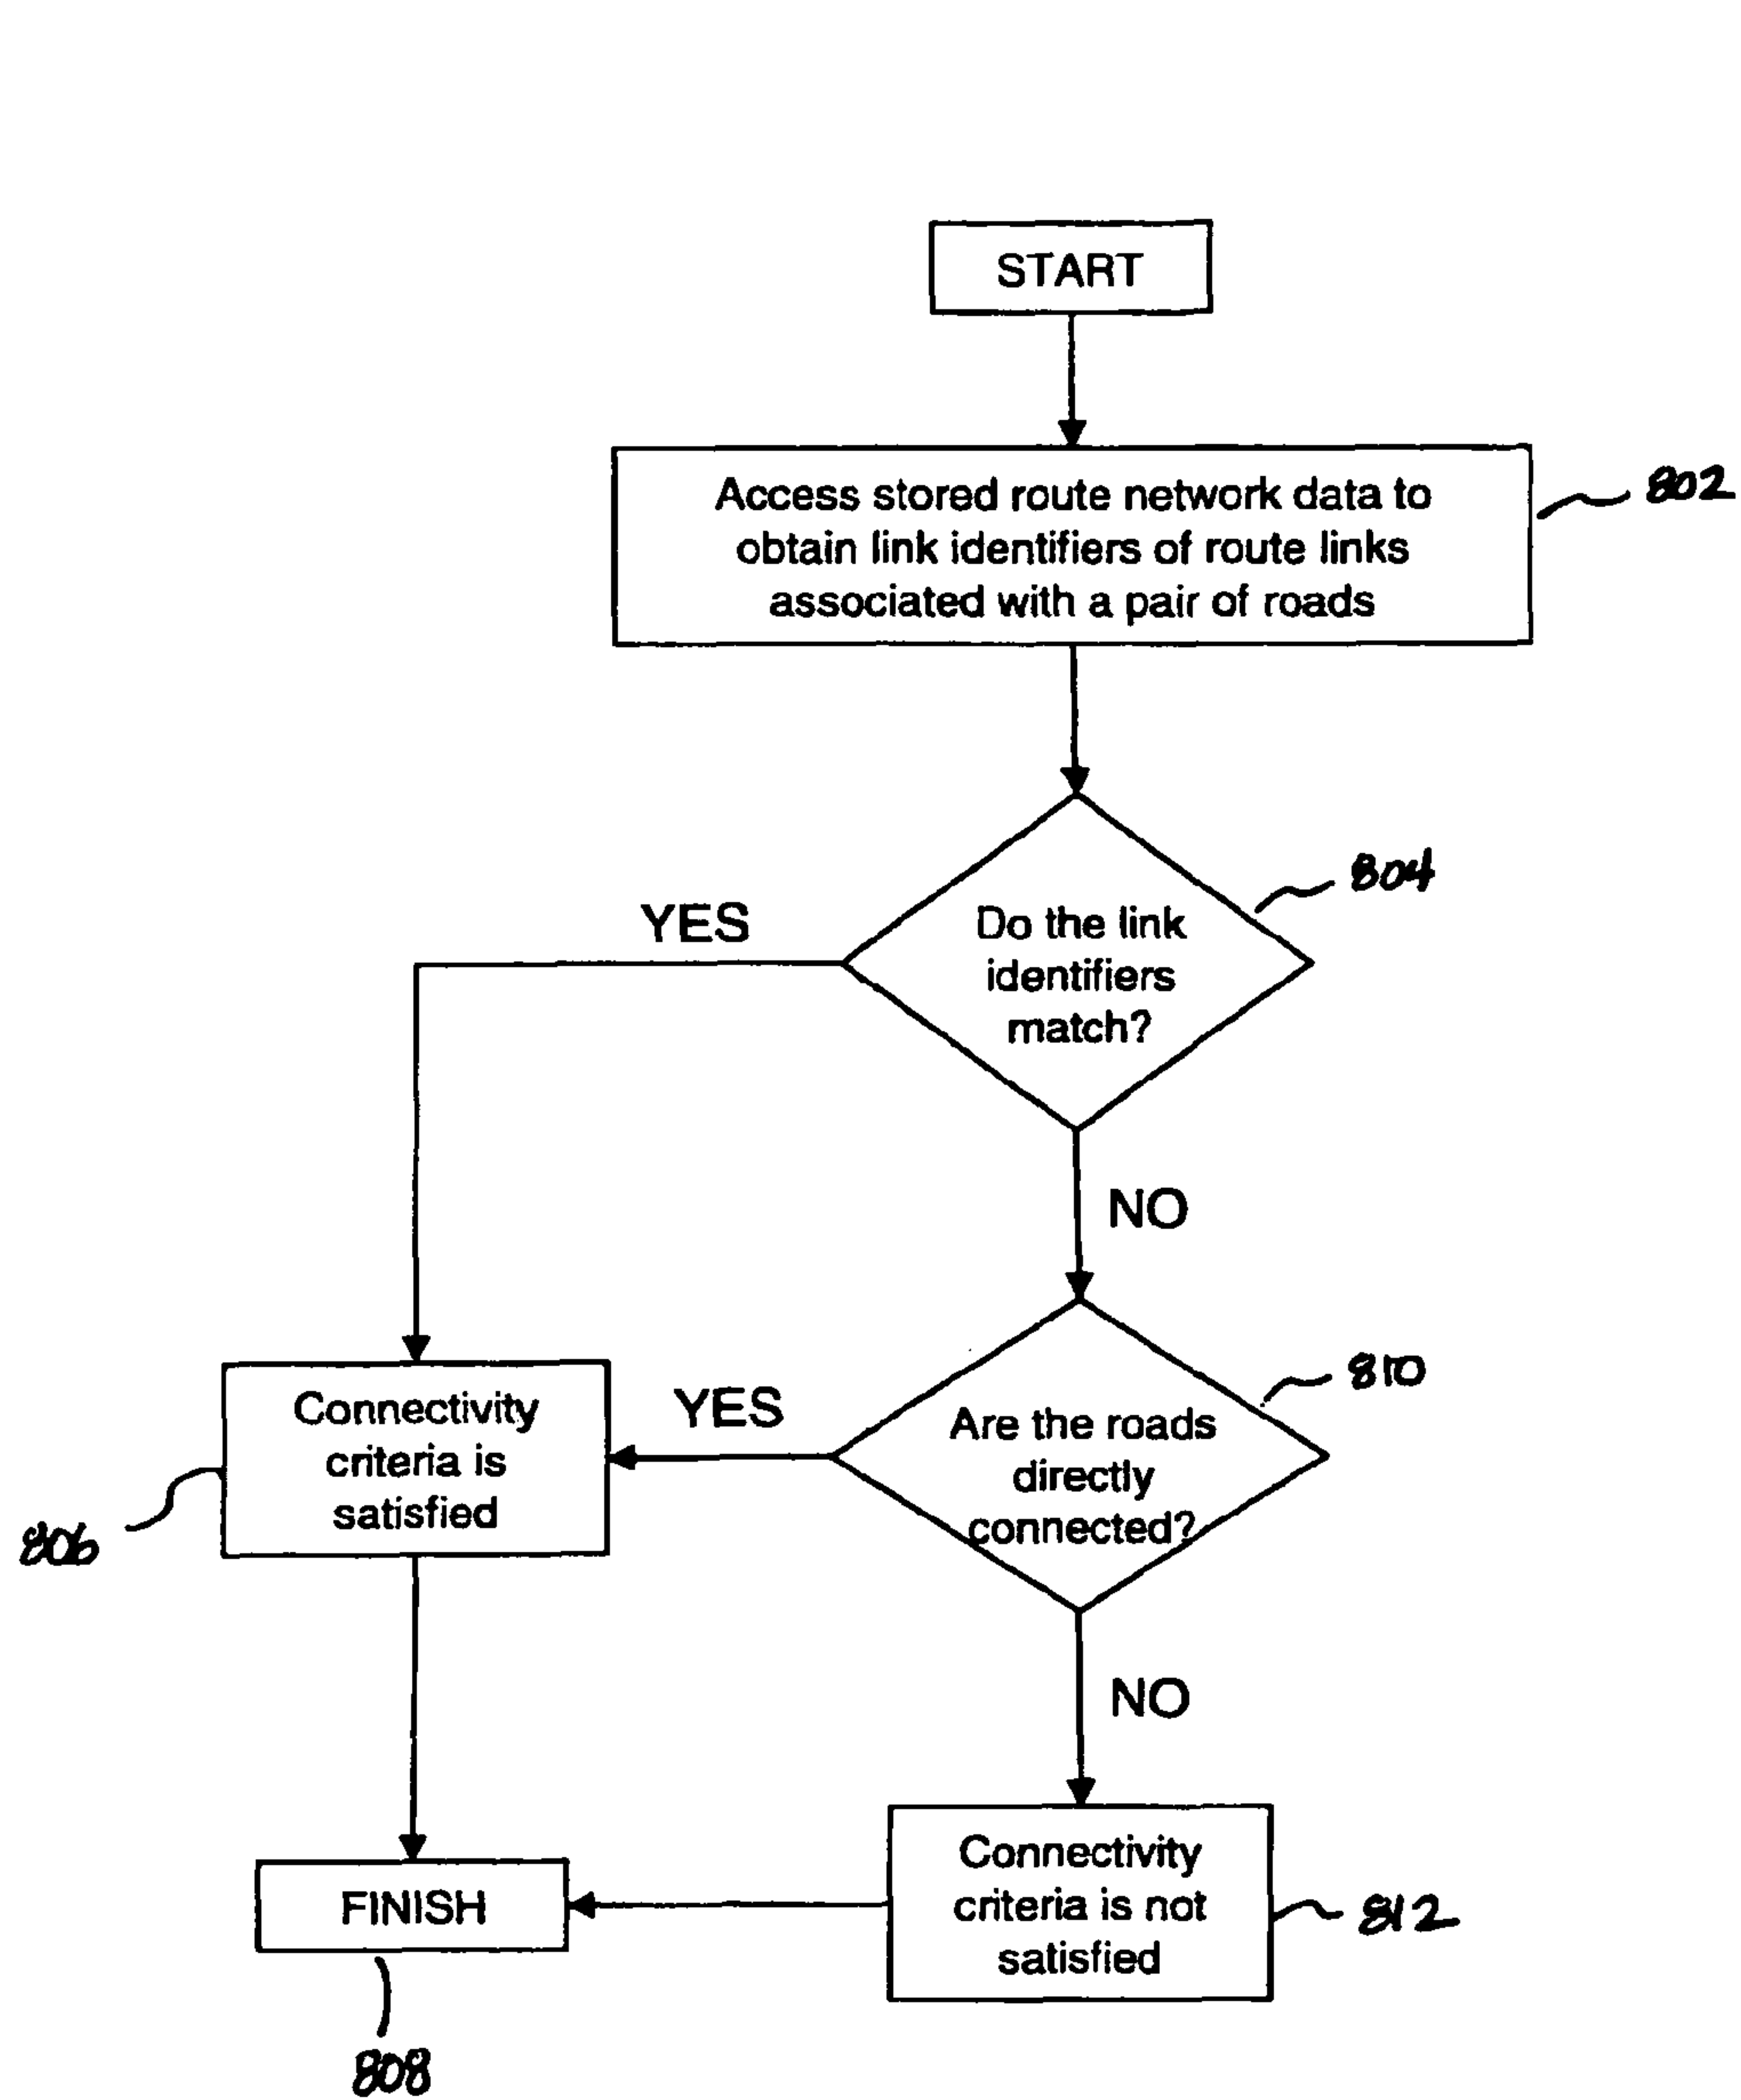 START
Access stored route network data to
obtain link identifiers of route links
associated with a pair of roads
802
804
Do the link
identifiers
match?
YES
NO
810
Are the roads
directly
connected?
YES
Connectivity
criteria is
satisfied
806
NO
Connectivity
criteria is not
satisfied
812
FINISH
808